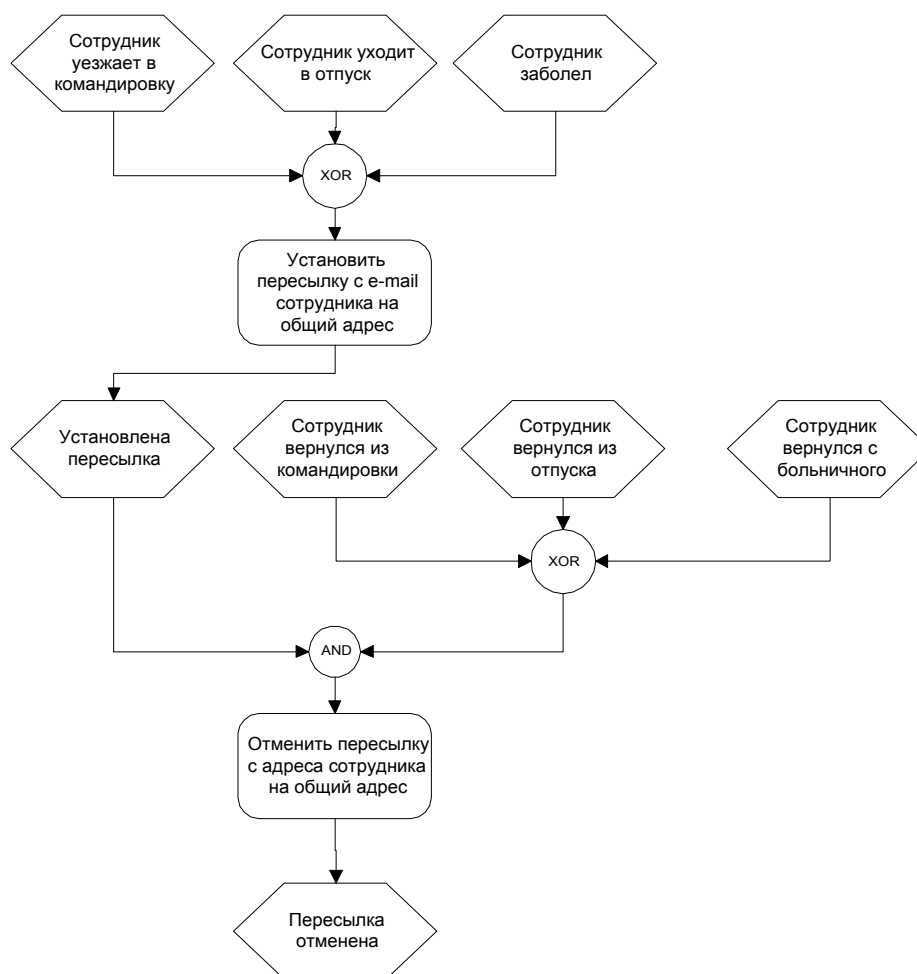 Сотрудник
уезжает в
командировку
Сотрудник уходит
в отпуск
Сотрудник
заболел
XOR
Установить
пересылку с e-mail
сотрудника на
общий адрес
Установлена
пересылка
Сотрудник
вернулся из
командировки
Сотрудник
вернулся из
отпуска
Сотрудник
вернулся с
больничного
XOR
AND
Отменить пересылку
с адреса сотрудника
на общий адрес
Пересылка
отменена